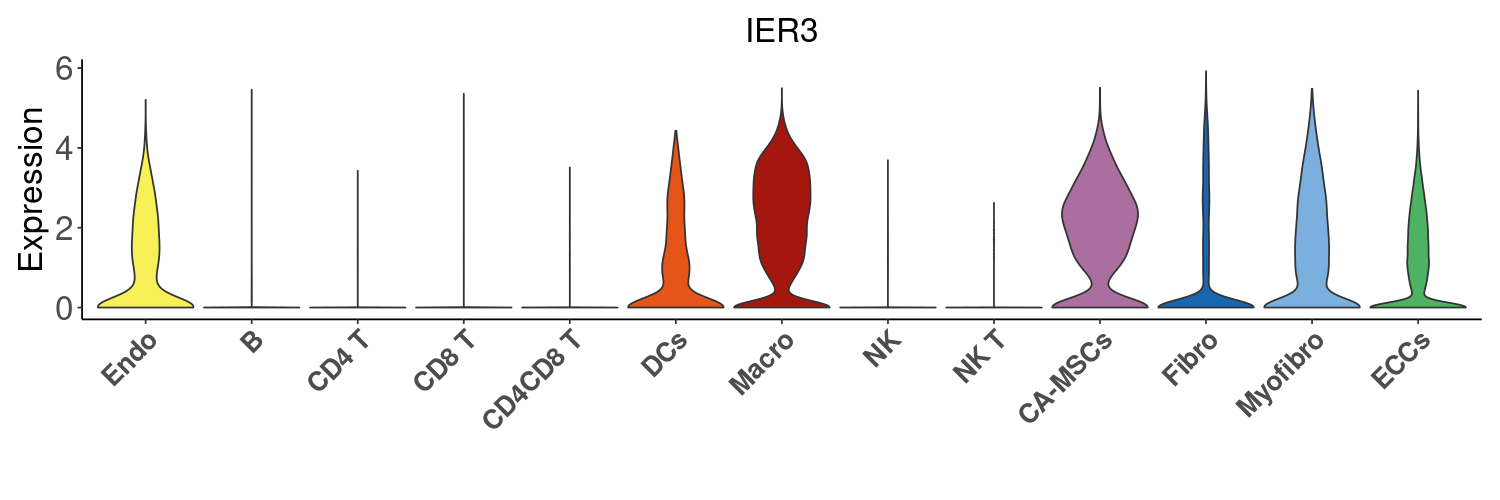 IER3
Expression
6
4
2
0
Endo
B
CD4 T
CD8 T
CD4CD8 T
DCs
Macro
NK
NK T
CA-MSCs
Fibro
Myofibro
ECCs